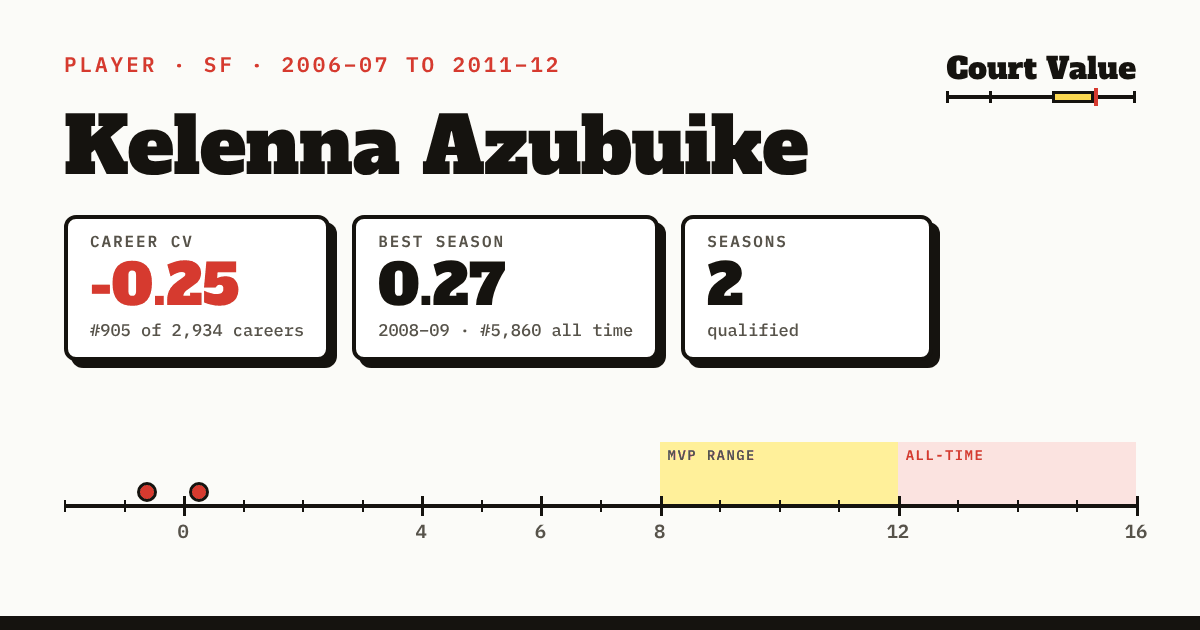 PLAYER · SF · 2006–07 TO 2011–12
Court Value
Kelenna Azubuike
CAREER CV
-0.25
#905 of 2,934 careers
BEST SEASON
0.27
2008–09 · #5,860 all time
SEASONS
2
qualified
MVP RANGE
ALL-TIME
0 4 6 8 12 16